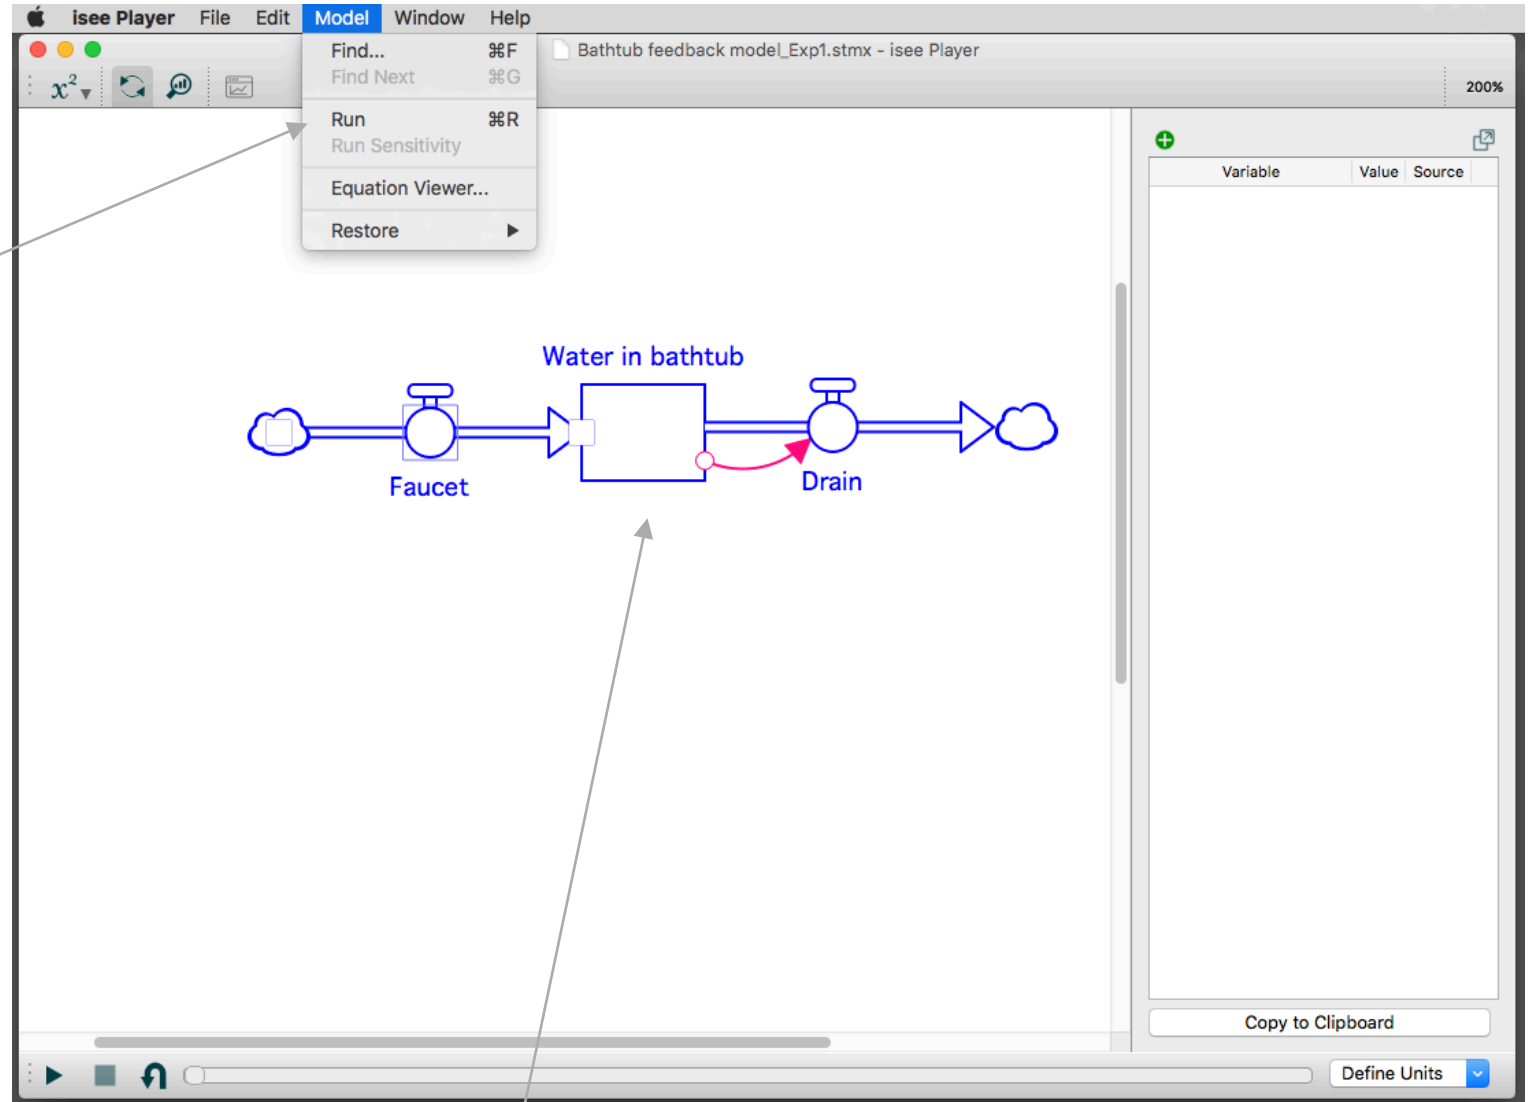 isee Player File Edit Model Window Help
Bathtub feedback model_Exp1.stmx - isee Player
Find... ⌘F
Find Next ⌘G
Run ⌘R
Run Sensitivity
Equation Viewer...
Restore
x²
200%
Variable Value Source
Water in bathtub
Faucet
Drain
Copy to Clipboard
Define Units